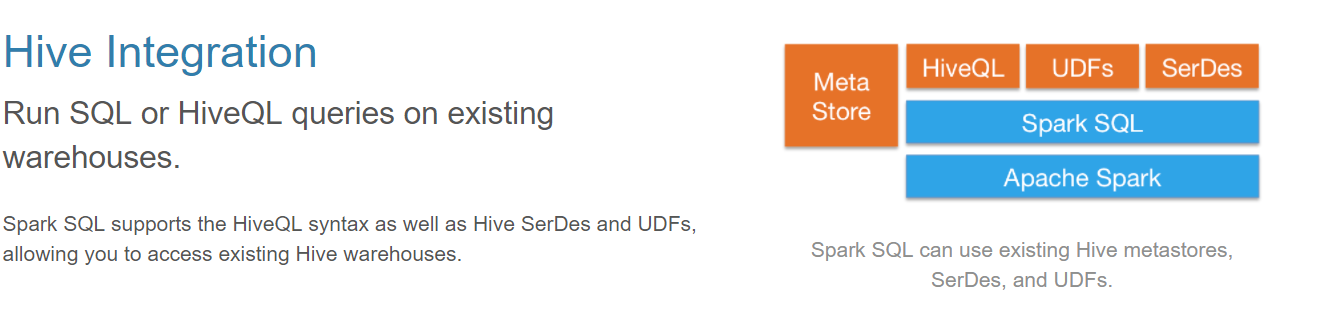 Hive Integration
Run SQL or HiveQL queries on existing
warehouses.
Spark SQL supports the HiveQL syntax as well as Hive SerDes and UDFs,
allowing you to access existing Hive warehouses.
Meta
Store
HiveQL
UDFs
SerDes
Spark SQL
Apache Spark
Spark SQL can use existing Hive metastores,
SerDes, and UDFs.